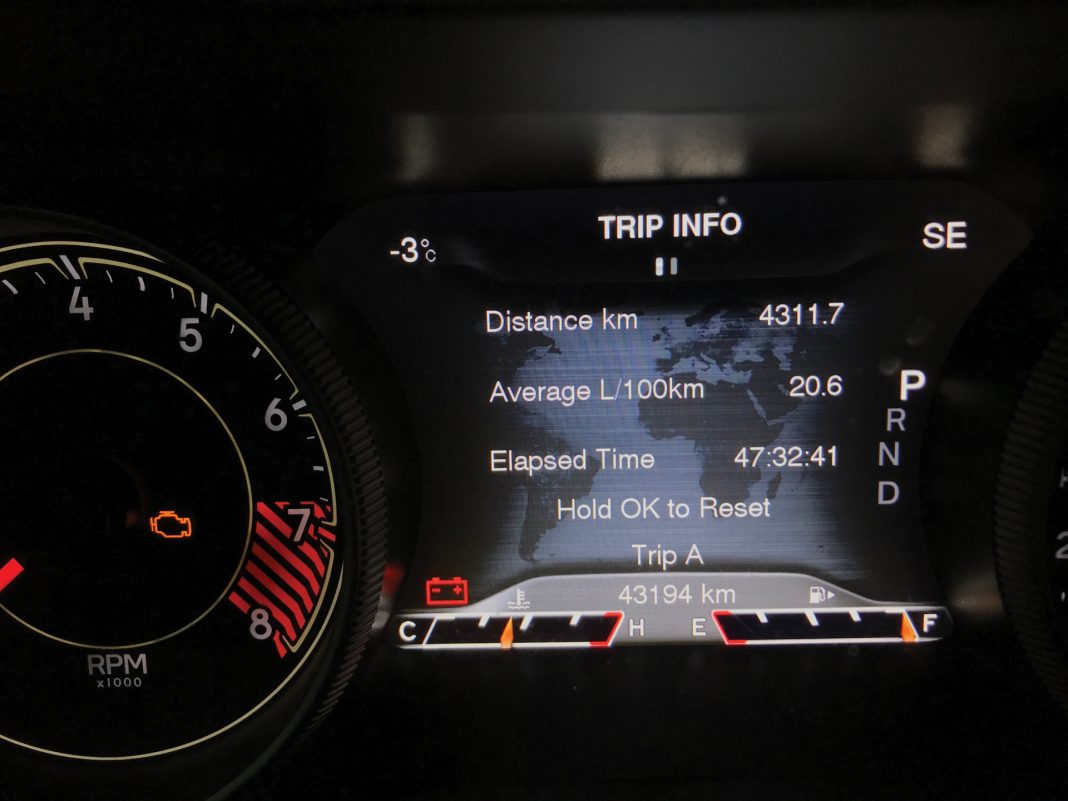 TRIP INFO
-3°C
SE
Distance km 4311.7
Average L/100km 20.6
Elapsed Time 47:32:41
Hold OK to Reset
Trip A
43194 km
C H E F
P
R
N
D
4
5
6
7
8
RPM
x1000